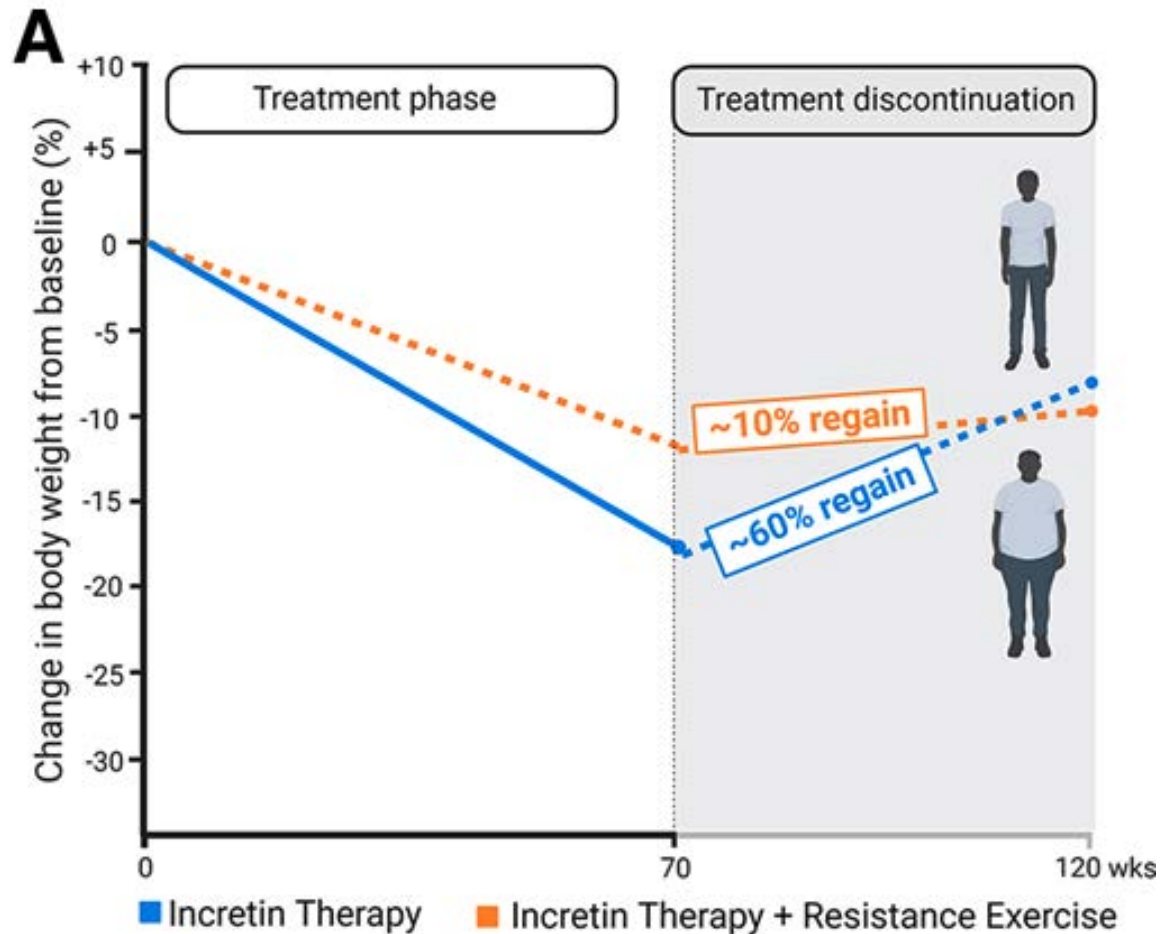 A
+10
+5
0
-5
-10
-15
-20
-25
-30
Change in body weight from baseline (%)
Treatment phase
Treatment discontinuation
~10% regain
~60% regain
0
70
120 wks
Incretin Therapy
Incretin Therapy + Resistance Exercise